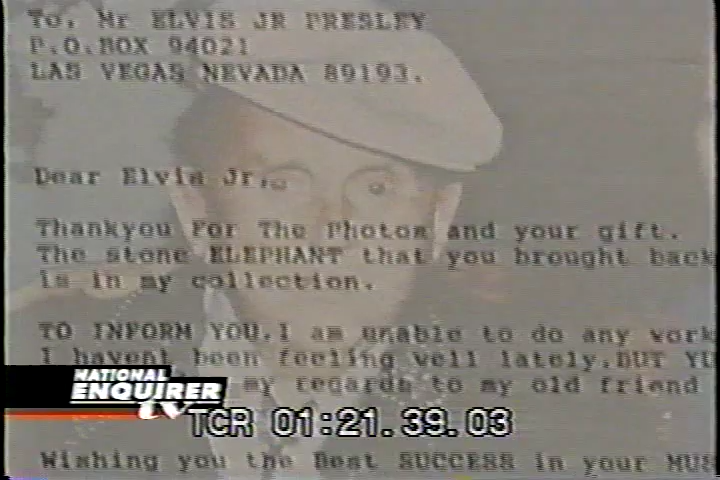 To, Mr ELVIS JR PRESLEY
P.O.BOX 94021
LAS VEGAS NEVADA 89193.
Dear Elvis Jr,
Thankyou For The Photos and your gift.
The stone ELEPHANT that you brought back
is in my collection.
TO INFORM YOU,I am unable to do any work
I havent been feeling well lately.BUT YO
my regards to my old friend
NATIONAL
ENQUIRER
tv
TCR 01:21.39.03
Wishing you the Best SUCCESS in your MUS